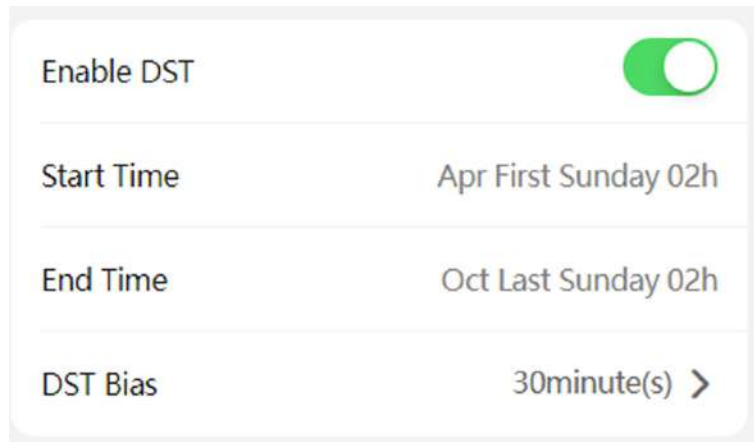 Enable DST
Start Time Apr First Sunday 02h
End Time Oct Last Sunday 02h
DST Bias 30minute(s)